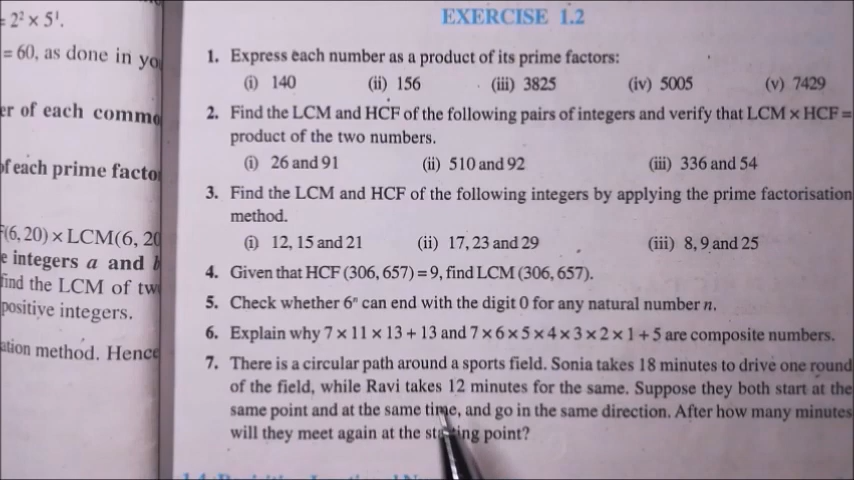 = 2² × 5¹.
= 60, as done in yo
er of each commo
of each prime facto
(6, 20) × LCM(6, 20
e integers a and b
find the LCM of tw
positive integers.
ation method. Hence
EXERCISE 1.2
1. Express each number as a product of its prime factors:
(i) 140 (ii) 156 (iii) 3825 (iv) 5005 (v) 7429
2. Find the LCM and HCF of the following pairs of integers and verify that LCM × HCF =
product of the two numbers.
(i) 26 and 91 (ii) 510 and 92 (iii) 336 and 54
3. Find the LCM and HCF of the following integers by applying the prime factorisation
method.
(i) 12, 15 and 21 (ii) 17, 23 and 29 (iii) 8, 9 and 25
4. Given that HCF (306, 657) = 9, find LCM (306, 657).
5. Check whether 6ⁿ can end with the digit 0 for any natural number n.
6. Explain why 7 × 11 × 13 + 13 and 7 × 6 × 5 × 4 × 3 × 2 × 1 + 5 are composite numbers.
7. There is a circular path around a sports field. Sonia takes 18 minutes to drive one round
of the field, while Ravi takes 12 minutes for the same. Suppose they both start at the
same point and at the same time, and go in the same direction. After how many minutes
will they meet again at the starting point?